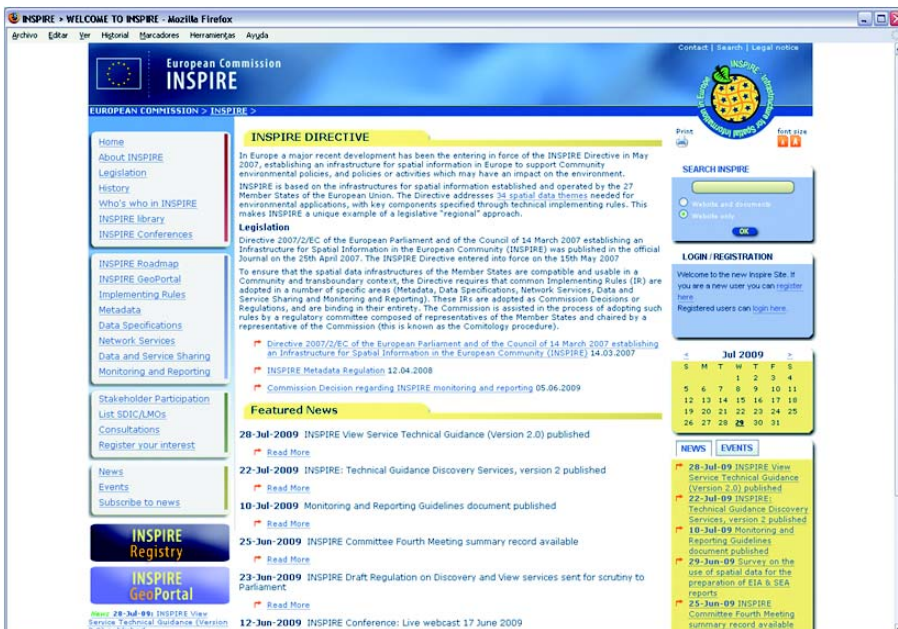 INSPIRE > WELCOME TO INSPIRE - Mozilla Firefox
Archivo Editar Ver Historial Marcadores Herramientas Ayuda
Contact | Search | Legal notice
European Commission
INSPIRE
INSPIRE - Infrastructure for Spatial Information in Europe
EUROPEAN COMMISSION > INSPIRE >
Print
font size
Home
About INSPIRE
Legislation
History
Who's who in INSPIRE
INSPIRE library
INSPIRE Conferences
INSPIRE Roadmap
INSPIRE GeoPortal
Implementing Rules
Metadata
Data Specifications
Network Services
Data and Service Sharing
Monitoring and Reporting
Stakeholder Participation
List SDIC/LMOs
Consultations
Register your interest
News
Events
Subscribe to news
INSPIRE
Registry
INSPIRE
GeoPortal
News 28-Jul-09: INSPIRE View
Service Technical Guidance (Version
INSPIRE DIRECTIVE
In Europe a major recent development has been the entering in force of the INSPIRE Directive in May
2007, establishing an infrastructure for spatial information in Europe to support Community
environmental policies, and policies or activities which may have an impact on the environment.
INSPIRE is based on the infrastructures for spatial information established and operated by the 27
Member States of the European Union. The Directive addresses 34 spatial data themes needed for
environmental applications, with key components specified through technical implementing rules. This
makes INSPIRE a unique example of a legislative "regional" approach.
Legislation
Directive 2007/2/EC of the European Parliament and of the Council of 14 March 2007 establishing an
Infrastructure for Spatial Information in the European Community (INSPIRE) was published in the official
Journal on the 25th April 2007. The INSPIRE Directive entered into force on the 15th May 2007
To ensure that the spatial data infrastructures of the Member States are compatible and usable in a
Community and transboundary context, the Directive requires that common Implementing Rules (IR) are
adopted in a number of specific areas (Metadata, Data Specifications, Network Services, Data and
Service Sharing and Monitoring and Reporting). These IRs are adopted as Commission Decisions or
Regulations, and are binding in their entirety. The Commission is assisted in the process of adopting such
rules by a regulatory committee composed of representatives of the Member States and chaired by a
representative of the Commission (this is known as the Comitology procedure).
Directive 2007/2/EC of the European Parliament and of the Council of 14 March 2007 establishing
an Infrastructure for Spatial Information in the European Community (INSPIRE) 14.03.2007
INSPIRE Metadata Regulation 12.04.2008
Commission Decision regarding INSPIRE monitoring and reporting 05.06.2009
Featured News
28-Jul-2009 INSPIRE View Service Technical Guidance (Version 2.0) published
Read More
22-Jul-2009 INSPIRE: Technical Guidance Discovery Services, version 2 published
Read More
10-Jul-2009 Monitoring and Reporting Guidelines document published
Read More
25-Jun-2009 INSPIRE Committee Fourth Meeting summary record available
Read More
23-Jun-2009 INSPIRE Draft Regulation on Discovery and View services sent for scrutiny to
Parliament
Read More
12-Jun-2009 INSPIRE Conference: Live webcast 17 June 2009
SEARCH INSPIRE
Website and documents
Website only
OK
LOGIN / REGISTRATION
Welcome to the new Inspire Site. If
you are a new user you can register
here.
Registered users can login here.
< Jul 2009 >
S M T W T F S
1 2 3 4
5 6 7 8 9 10 11
12 13 14 15 16 17 18
19 20 21 22 23 24 25
26 27 28 29 30 31
NEWS EVENTS
28-Jul-09 INSPIRE View
Service Technical Guidance
(Version 2.0) published
22-Jul-09 INSPIRE:
Technical Guidance Discovery
Services, version 2 published
10-Jul-09 Monitoring and
Reporting Guidelines
document published
29-Jun-09 Survey on the
use of spatial data for the
preparation of EIA & SEA
reports
25-Jun-09 INSPIRE
Committee Fourth Meeting
summary record available